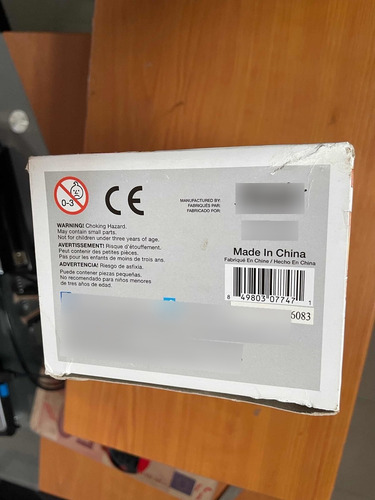 0-3
CE
MANUFACTURED BY:
FABRIQUÉS PAR:
FABRICADO POR:
WARNING! Choking Hazard.
May contain small parts.
Not for children under three years of age.
AVERTISSEMENT! Risque d'étouffement.
Peut contenir des petites pièces.
Pas pour les enfants de moins de trois ans.
ADVERTENCIA! Riesgo de asfixia.
Puede contener piezas pequeñas.
No recomendado para niños menores
de tres años de edad.
Made In China
Fabriqué En Chine / Hecho En China
8 49803 07747 1
6083